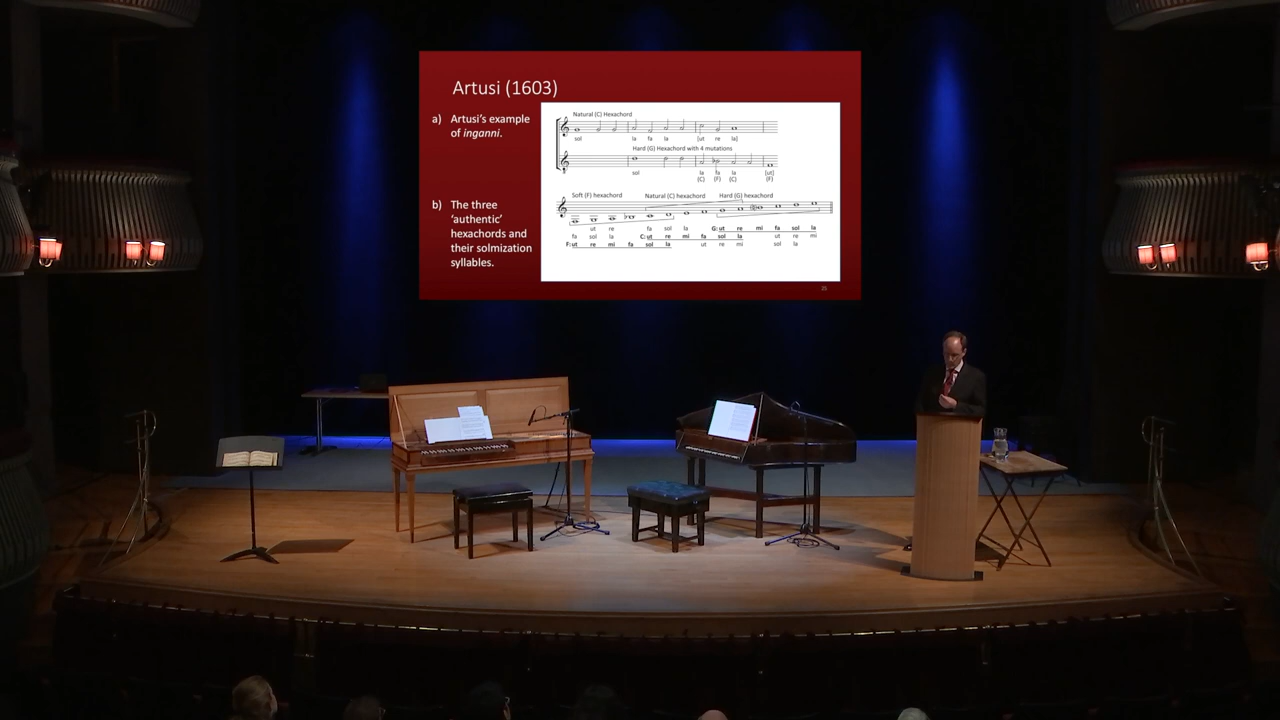 Artusi (1603)
a) Artusi's example
of inganni.
b) The three
'authentic'
hexachords and
their solmization
syllables.
Natural (C) Hexachord
sol la fa la [ut re la]
Hard (G) Hexachord with 4 mutations
sol la fa la [ut]
(C) (F) (C) (F)
Soft (F) hexachord Natural (C) hexachord Hard (G) hexachord
ut re fa sol la G: ut re mi fa sol la
fa sol la C: ut re mi fa sol la ut re mi
F: ut re mi fa sol la ut re mi sol la